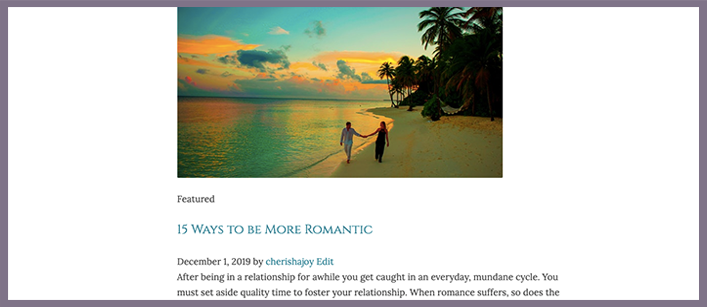 Featured
15 Ways to be More Romantic
December 1, 2019 by cherishajoy Edit
After being in a relationship for awhile you get caught in an everyday, mundane cycle. You
must set aside quality time to foster your relationship. When romance suffers, so does the